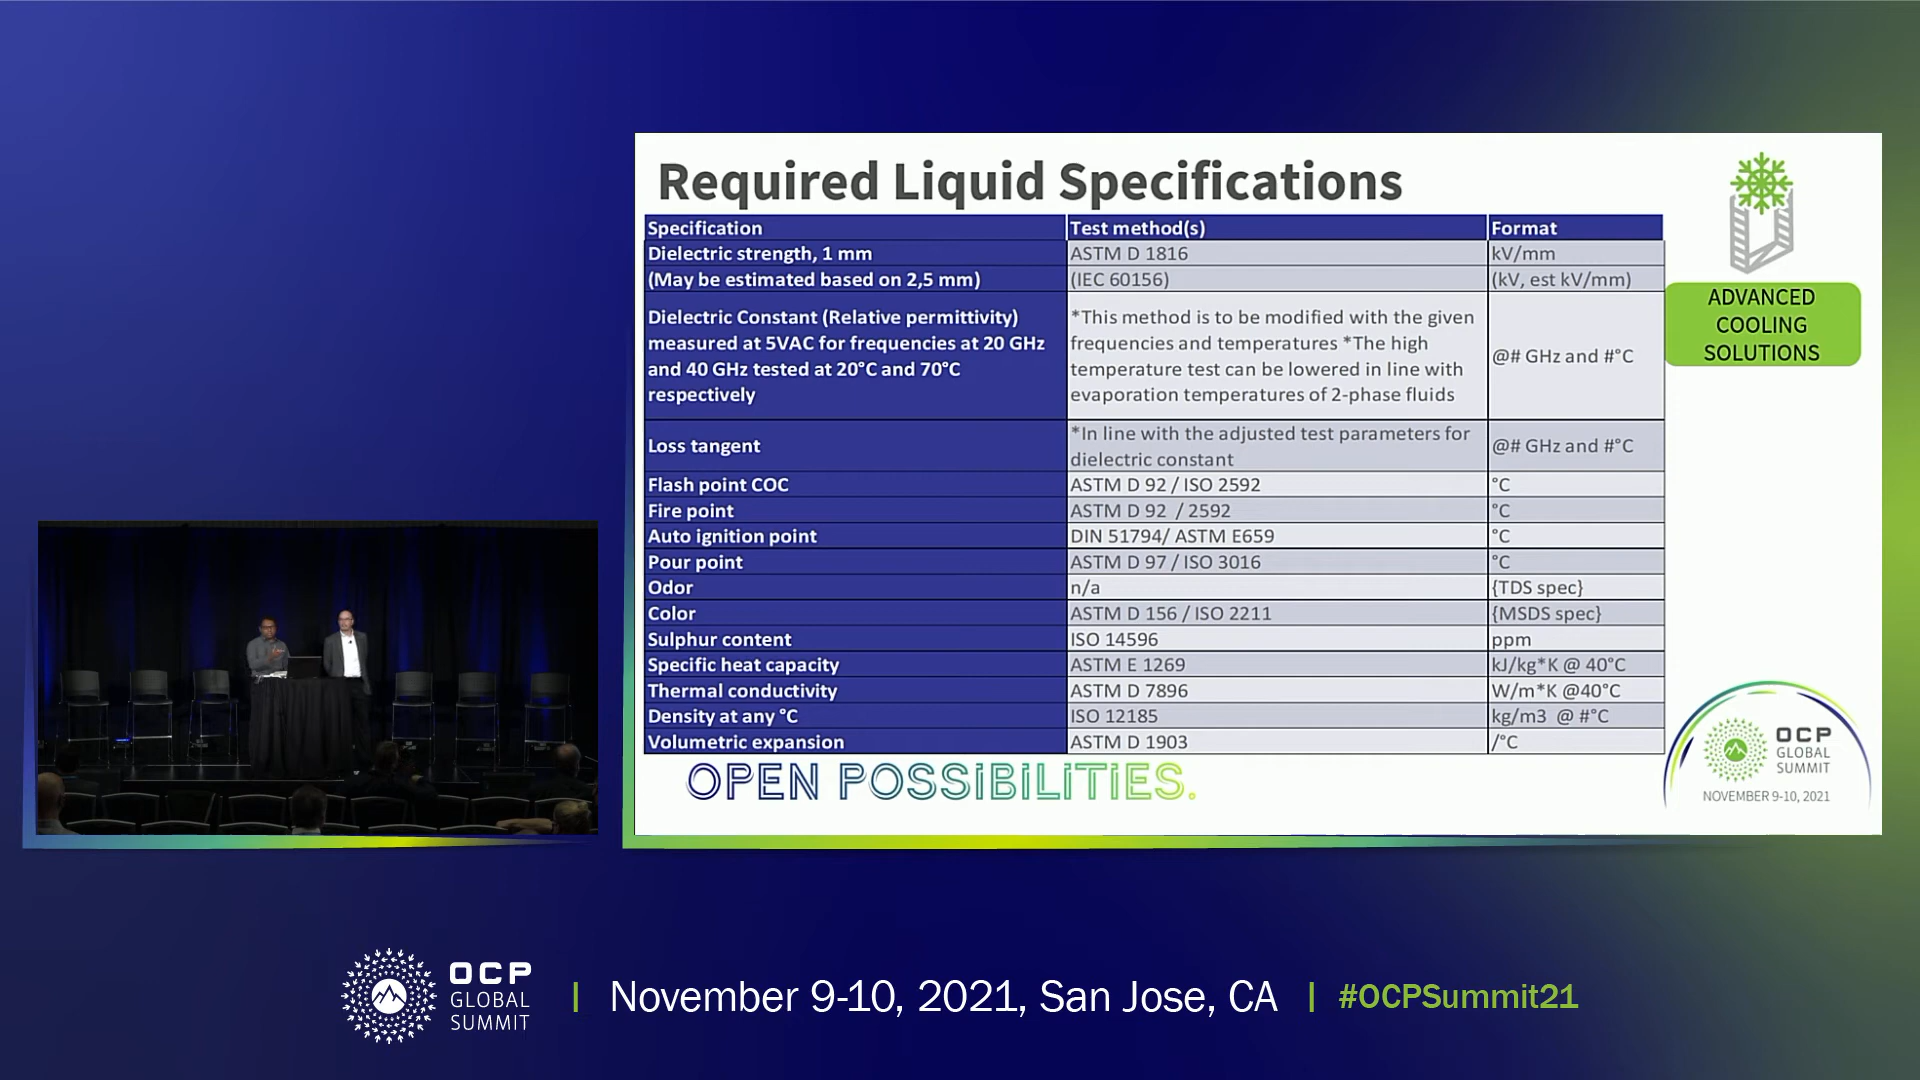 Required Liquid Specifications
Specification Test method(s) Format
Dielectric strength, 1 mm ASTM D 1816 kV/mm
(May be estimated based on 2,5 mm) (IEC 60156) (kV, est kV/mm)
Dielectric Constant (Relative permittivity)
measured at 5VAC for frequencies at 20 GHz
and 40 GHz tested at 20°C and 70°C
respectively
*This method is to be modified with the given
frequencies and temperatures *The high
temperature test can be lowered in line with
evaporation temperatures of 2-phase fluids
@# GHz and #°C
Loss tangent
*In line with the adjusted test parameters for
dielectric constant
@# GHz and #°C
Flash point COC ASTM D 92 / ISO 2592 °C
Fire point ASTM D 92 / 2592 °C
Auto ignition point DIN 51794/ ASTM E659 °C
Pour point ASTM D 97 / ISO 3016 °C
Odor n/a {TDS spec}
Color ASTM D 156 / ISO 2211 {MSDS spec}
Sulphur content ISO 14596 ppm
Specific heat capacity ASTM E 1269 kJ/kg*K @ 40°C
Thermal conductivity ASTM D 7896 W/m*K @40°C
Density at any °C ISO 12185 kg/m3 @ #°C
Volumetric expansion ASTM D 1903 /°C
ADVANCED
COOLING
SOLUTIONS
OCP
GLOBAL
SUMMIT
NOVEMBER 9-10, 2021
OPEN POSSIBILITIES.
OCP
GLOBAL
SUMMIT
November 9-10, 2021, San Jose, CA
#OCPSummit21